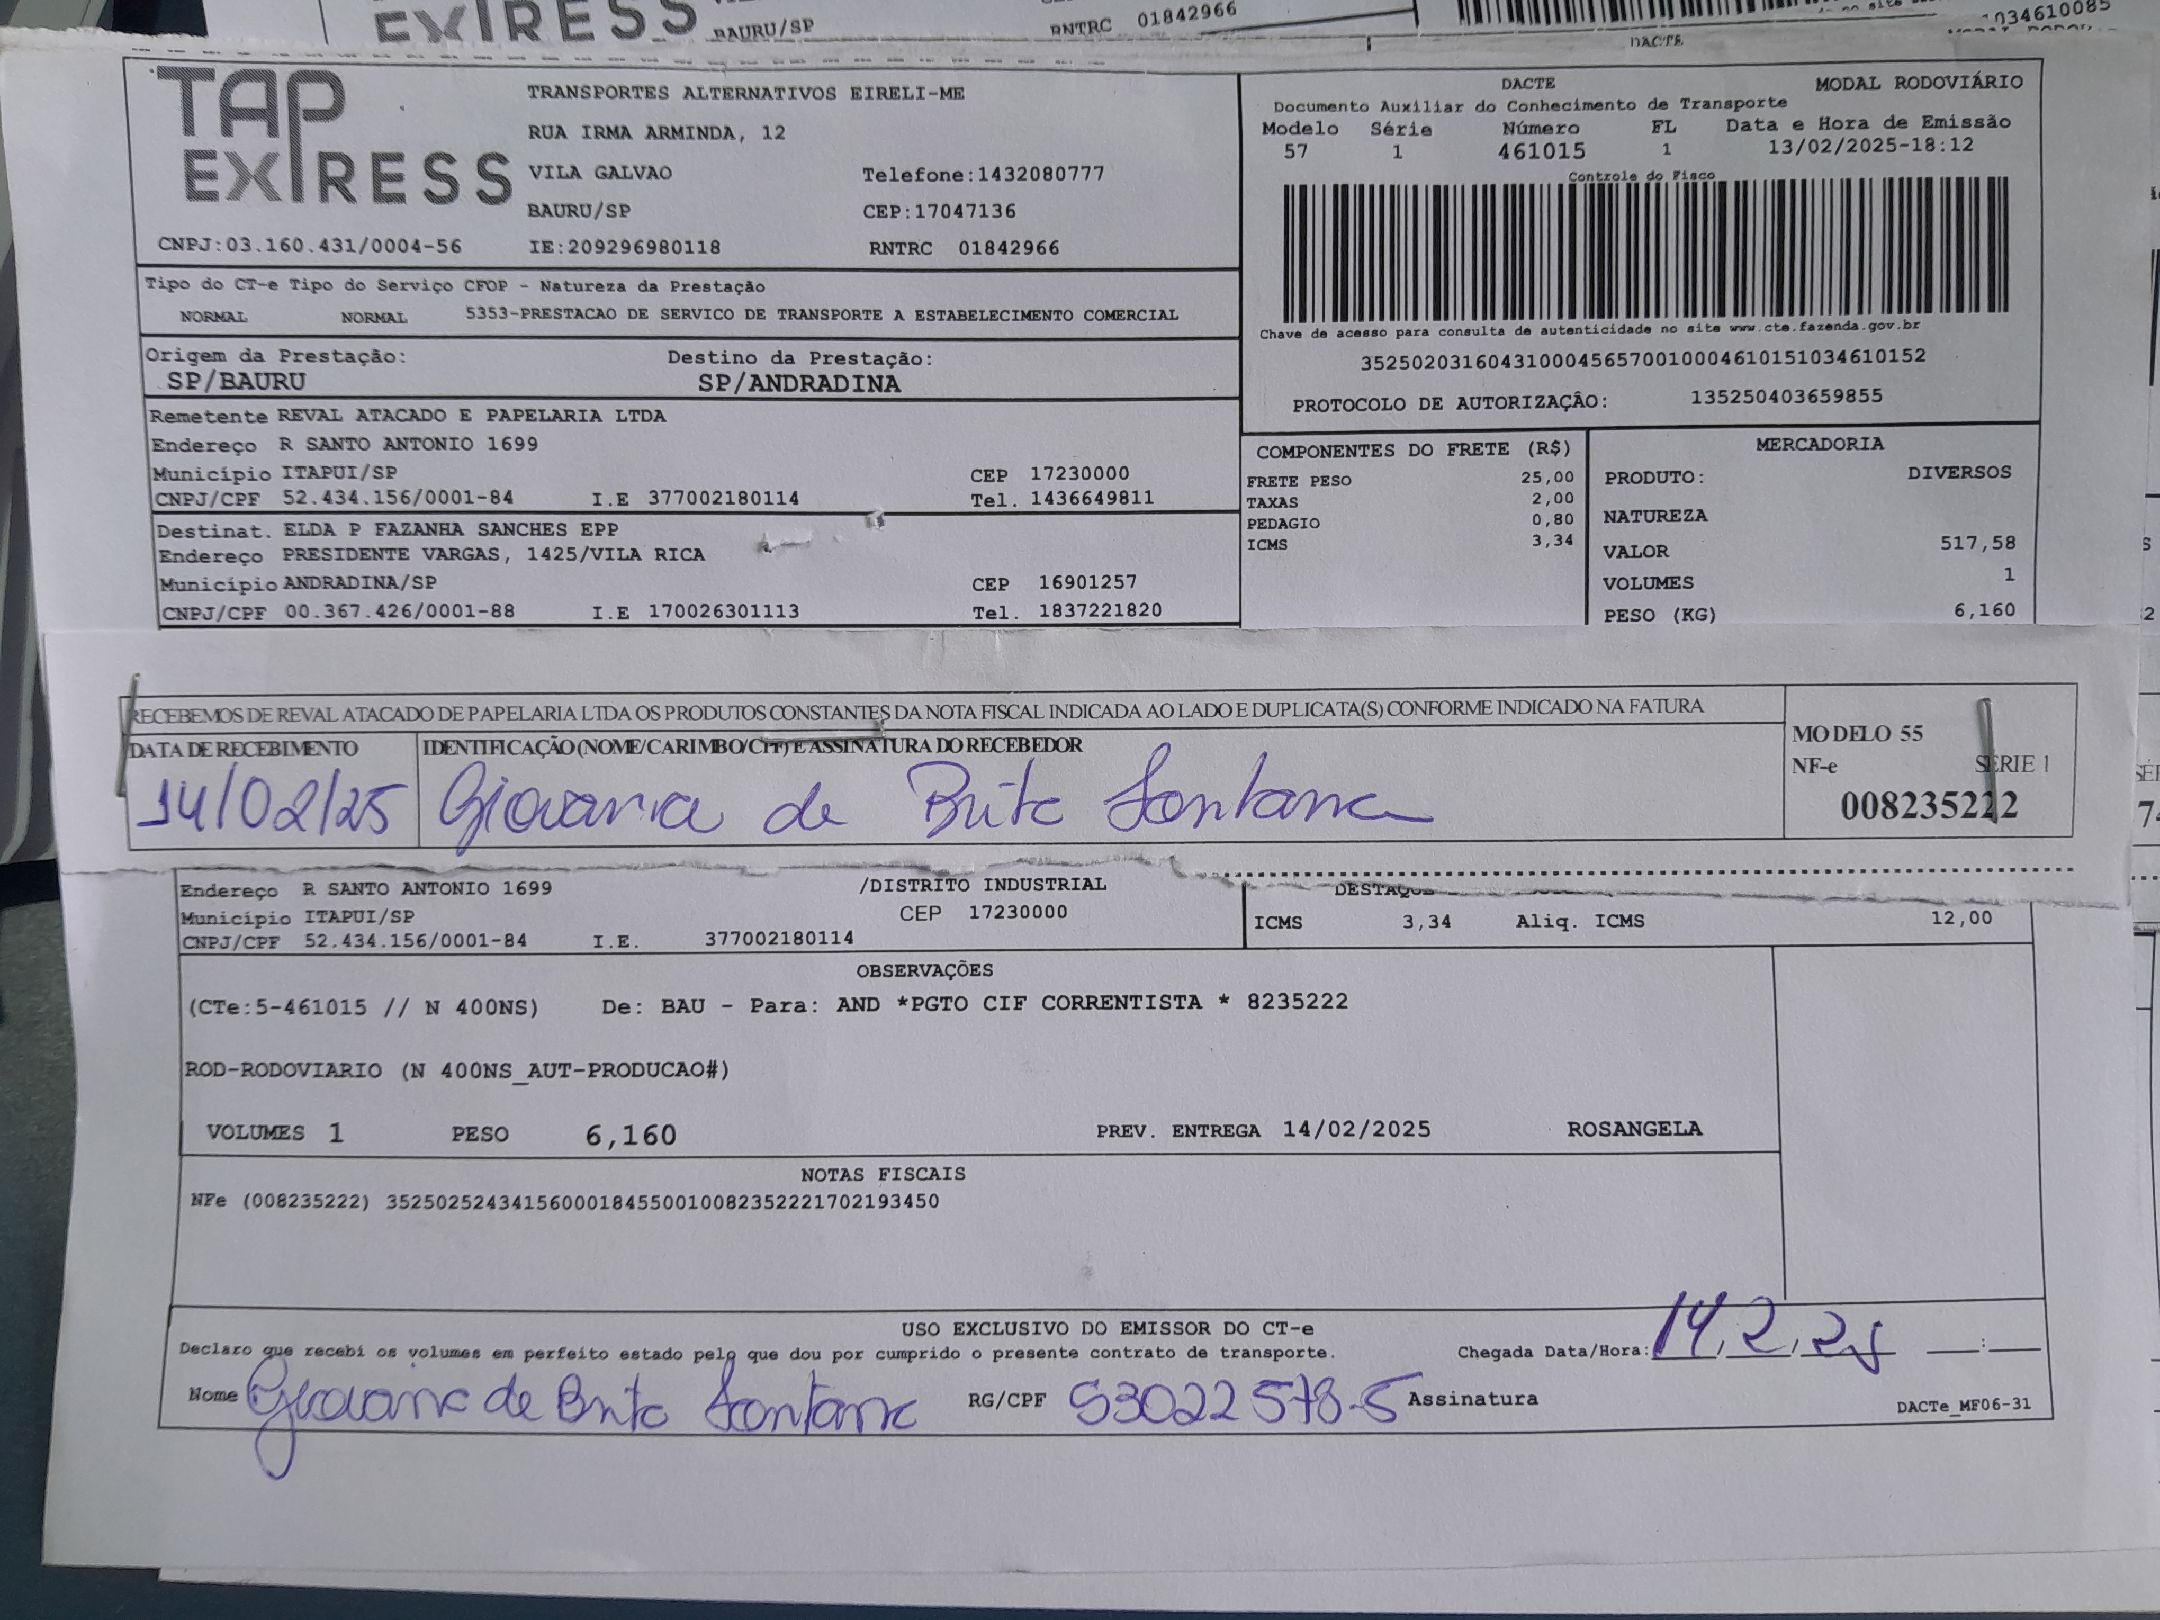 EXPRESS BAURU/SP RNTRC 01842966
1034610085
DACTE
TAP EXPRESS
TRANSPORTES ALTERNATIVOS EIRELI-ME
RUA IRMA ARMINDA, 12
VILA GALVAO Telefone:1432080777
BAURU/SP CEP:17047136
CNPJ:03.160.431/0004-56 IE:209296980118 RNTRC 01842966
DACTE MODAL RODOVIÁRIO
Documento Auxiliar do Conhecimento de Transporte
Modelo Série Número FL Data e Hora de Emissão
57 1 461015 1 13/02/2025-18:12
Controle do Fisco
Chave de acesso para consulta de autenticidade no site www.cte.fazenda.gov.br
35250203160431000456570010004610151034610152
PROTOCOLO DE AUTORIZAÇÃO: 135250403659855
Tipo do CT-e Tipo do Serviço CFOP - Natureza da Prestação
NORMAL NORMAL 5353-PRESTACAO DE SERVICO DE TRANSPORTE A ESTABELECIMENTO COMERCIAL
Origem da Prestação: Destino da Prestação:
SP/BAURU SP/ANDRADINA
Remetente REVAL ATACADO E PAPELARIA LTDA
Endereço R SANTO ANTONIO 1699
Município ITAPUI/SP CEP 17230000
CNPJ/CPF 52.434.156/0001-84 I.E 377002180114 Tel. 1436649811
Destinat. ELDA P FAZANHA SANCHES EPP
Endereço PRESIDENTE VARGAS, 1425/VILA RICA
Município ANDRADINA/SP CEP 16901257
CNPJ/CPF 00.367.426/0001-88 I.E 170026301113 Tel. 1837221820
COMPONENTES DO FRETE (R$)
FRETE PESO 25,00
TAXAS 2,00
PEDAGIO 0,80
ICMS 3,34
MERCADORIA
PRODUTO: DIVERSOS
NATUREZA
VALOR 517,58
VOLUMES 1
PESO (KG) 6,160
RECEBEMOS DE REVAL ATACADO DE PAPELARIA LTDA OS PRODUTOS CONSTANTES DA NOTA FISCAL INDICADA AO LADO E DUPLICATA(S) CONFORME INDICADO NA FATURA
DATA DE RECEBIMENTO IDENTIFICAÇÃO (NOME/CARIMBO/CIF) E ASSINATURA DO RECEBEDOR
14/02/25 Giovana de Brito Santana
MODELO 55
NF-e SÉRIE 1
008235222
Endereço R SANTO ANTONIO 1699 /DISTRITO INDUSTRIAL
Município ITAPUI/SP CEP 17230000
CNPJ/CPF 52.434.156/0001-84 I.E. 377002180114
DESTAQUE
ICMS 3,34 Aliq. ICMS 12,00
OBSERVAÇÕES
(CTe:5-461015 // N 400NS) De: BAU - Para: AND *PGTO CIF CORRENTISTA * 8235222
ROD-RODOVIARIO (N 400NS_AUT-PRODUCAO#)
VOLUMES 1 PESO 6,160 PREV. ENTREGA 14/02/2025 ROSANGELA
NOTAS FISCAIS
NFe (008235222) 35250252434156000184550010082352221702193450
USO EXCLUSIVO DO EMISSOR DO CT-e
Declaro que recebi os volumes em perfeito estado pelo que dou por cumprido o presente contrato de transporte. Chegada Data/Hora: 14/2/25 :
Nome Giovana de Brito Santana RG/CPF 53022578-5 Assinatura
DACTe_MF06-31